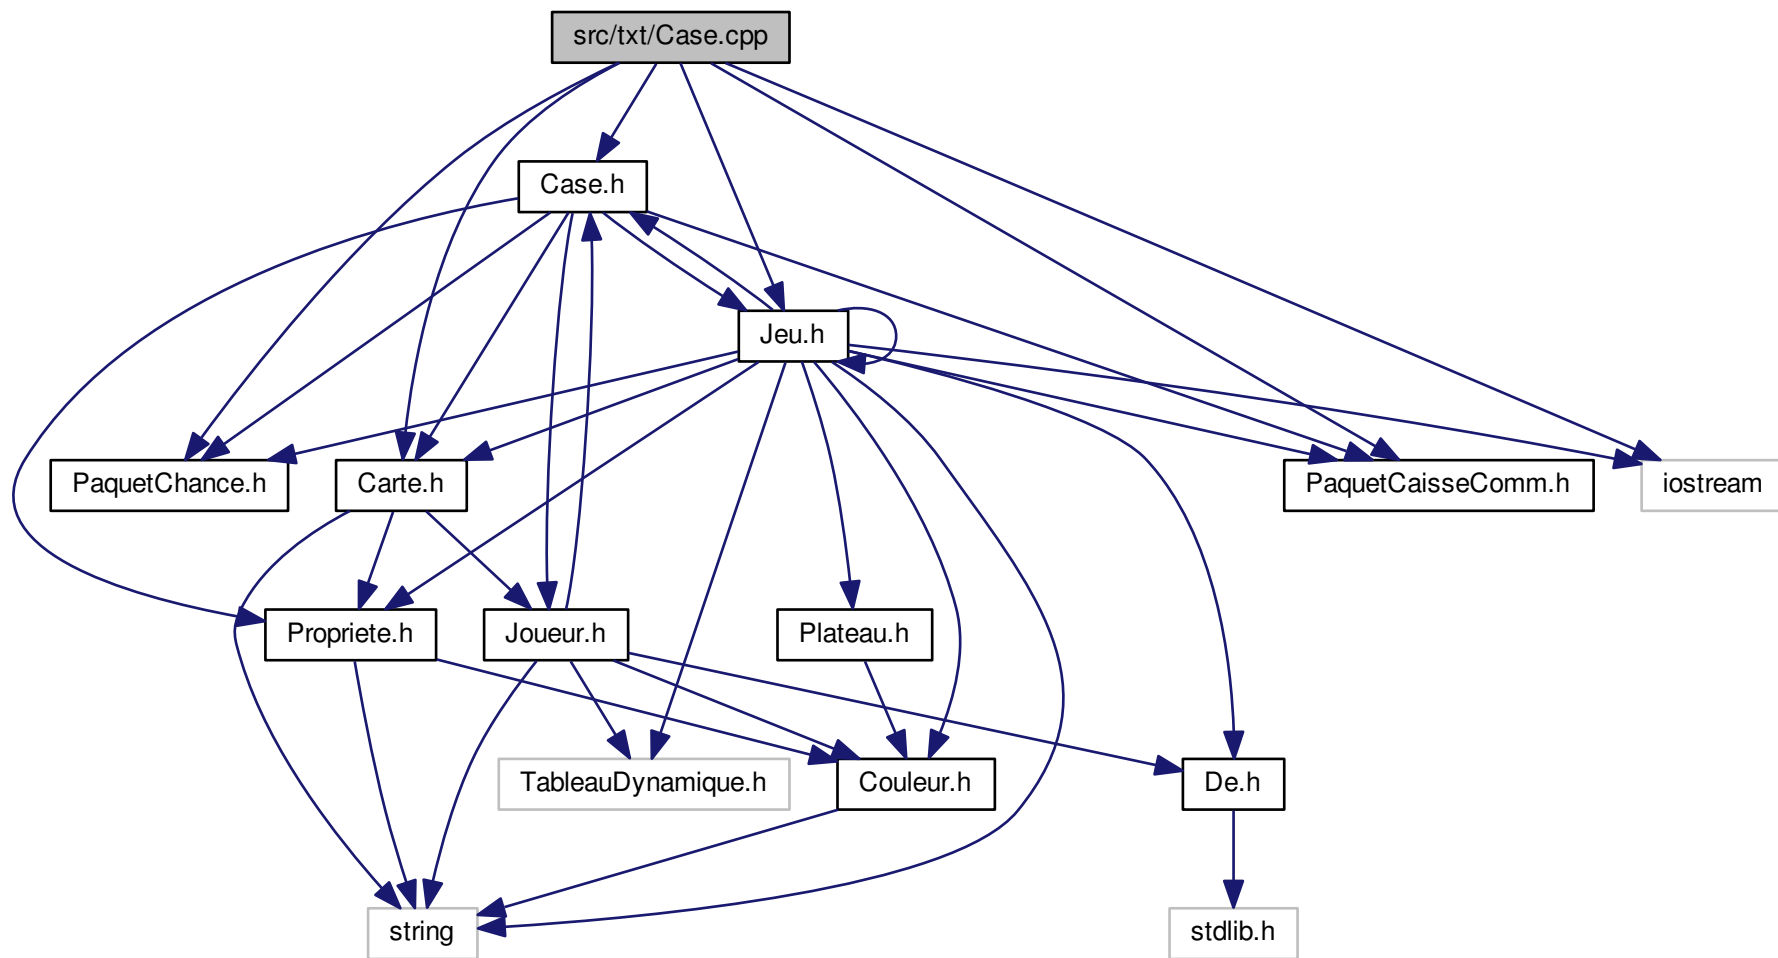 src/txt/Case.cpp
Case.h
Jeu.h
PaquetChance.h
Carte.h
PaquetCaisseComm.h
iostream
Propriete.h
Joueur.h
Plateau.h
TableauDynamique.h
Couleur.h
De.h
string
stdlib.h